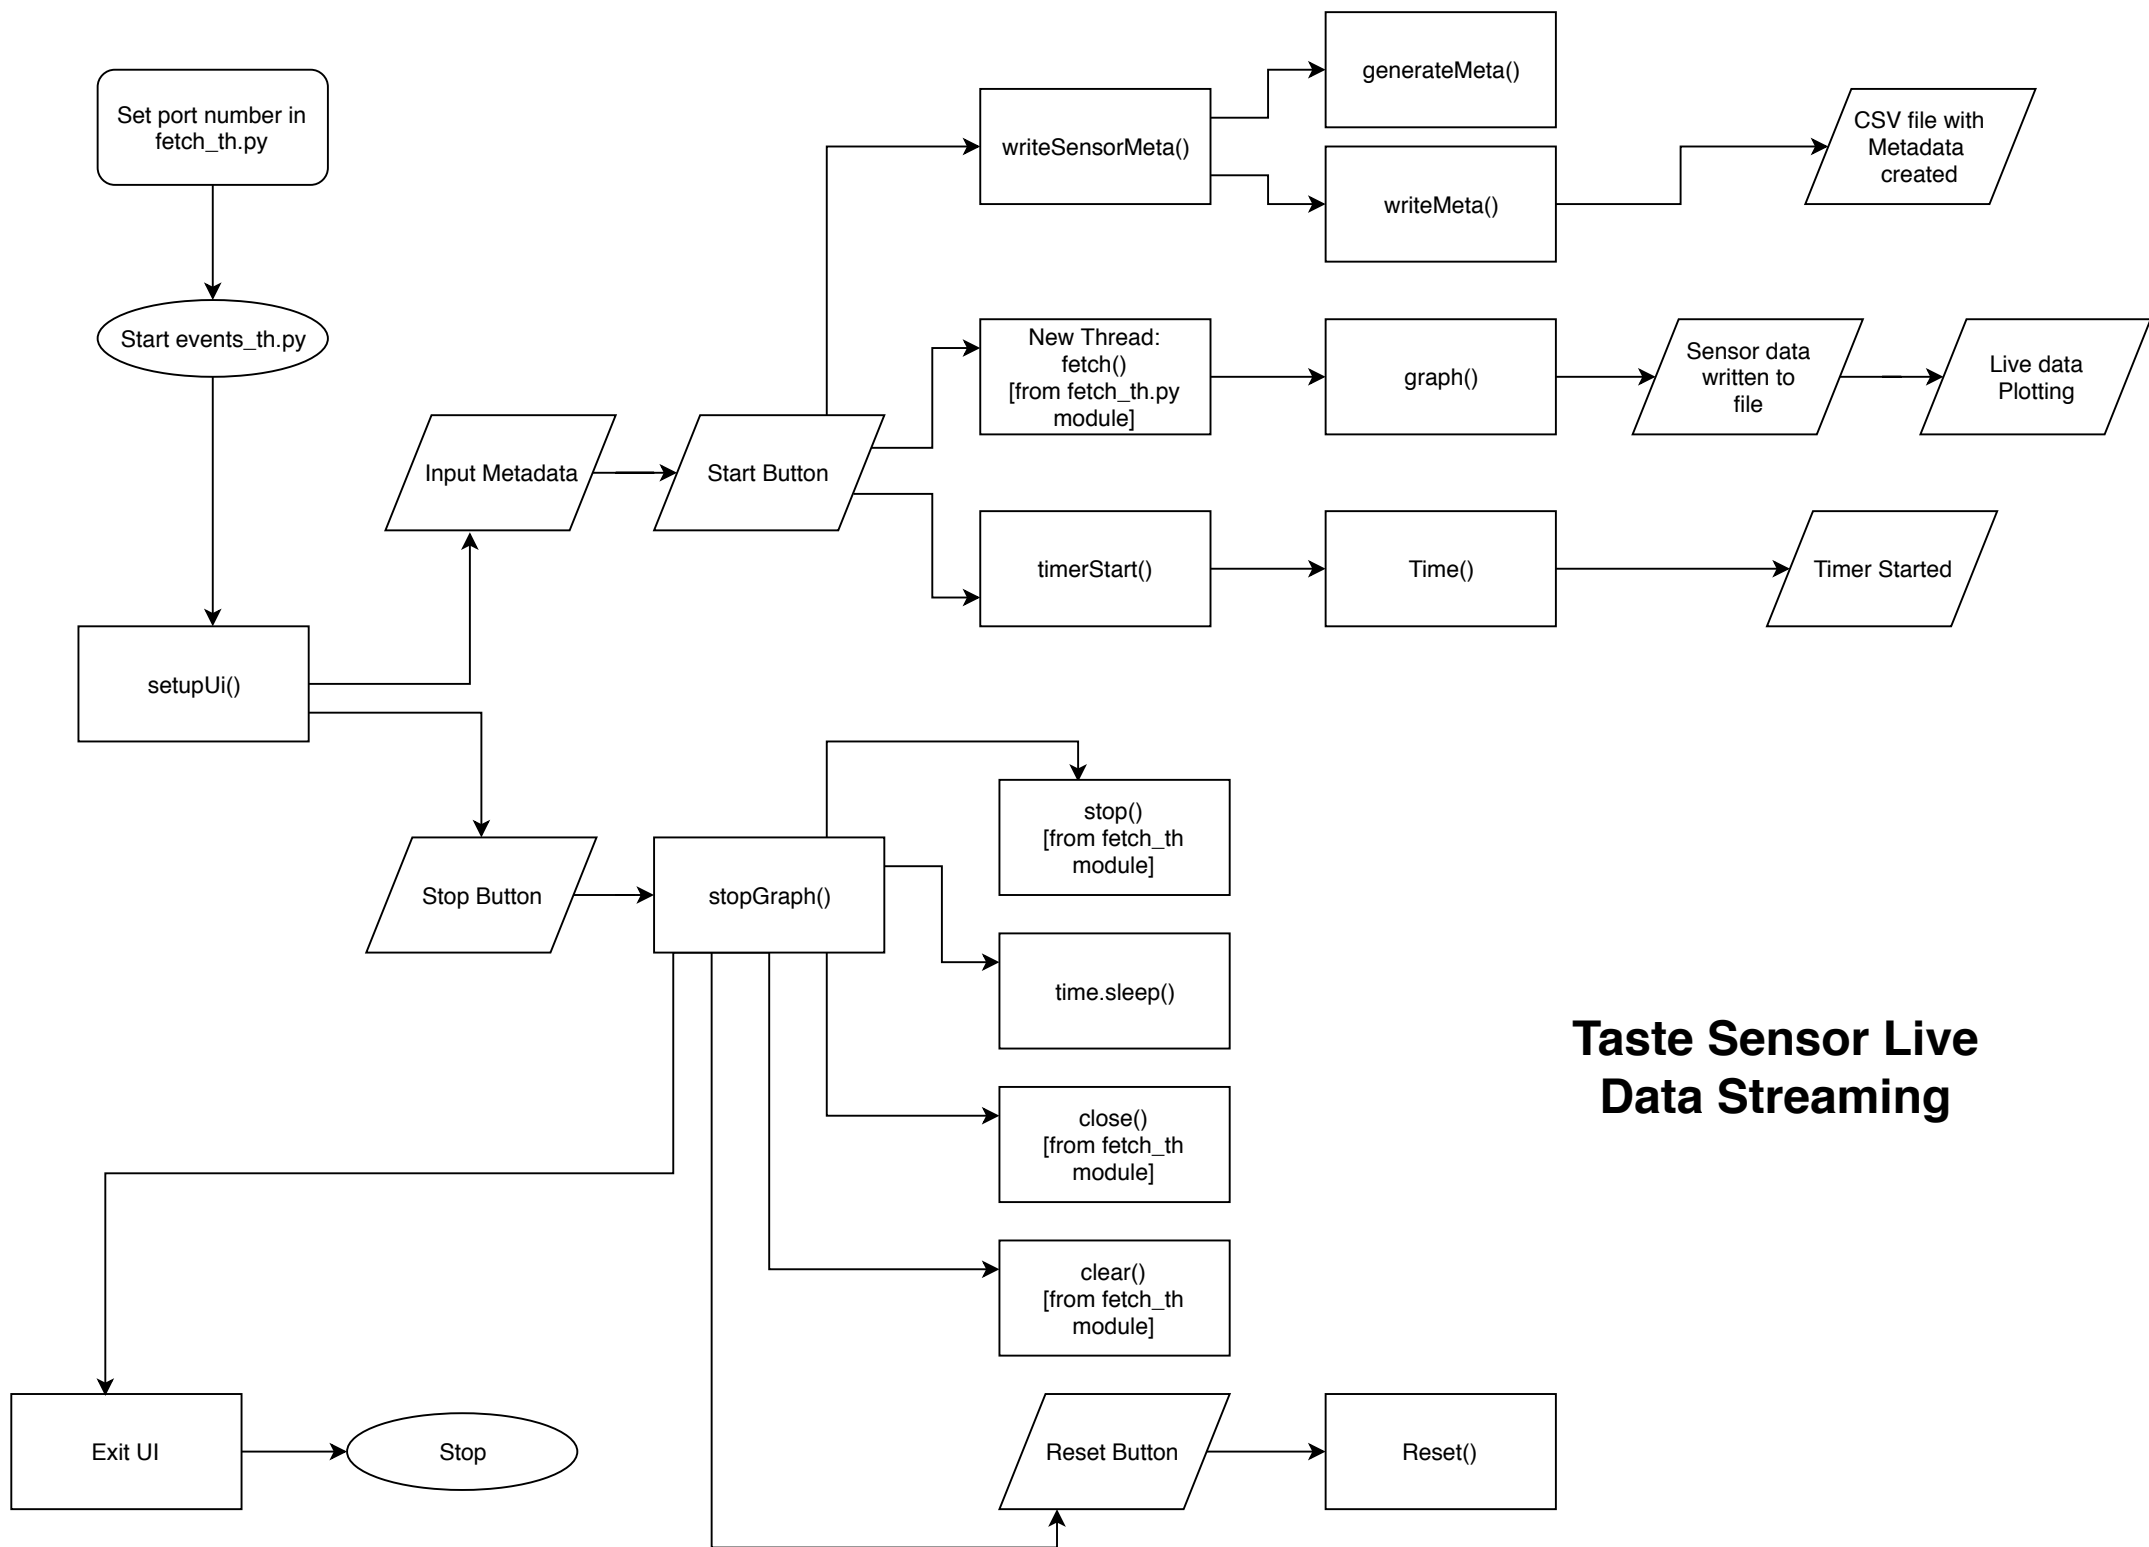 Set port number in
fetch_th.py
Start events_th.py
setupUi()
Input Metadata
Start Button
writeSensorMeta()
generateMeta()
writeMeta()
CSV file with
Metadata
created
New Thread:
fetch()
[from fetch_th.py
module]
graph()
Sensor data
written to
file
Live data
Plotting
timerStart()
Time()
Timer Started
Stop Button
stopGraph()
stop()
[from fetch_th
module]
time.sleep()
close()
[from fetch_th
module]
clear()
[from fetch_th
module]
Taste Sensor Live
Data Streaming
Exit UI
Stop
Reset Button
Reset()